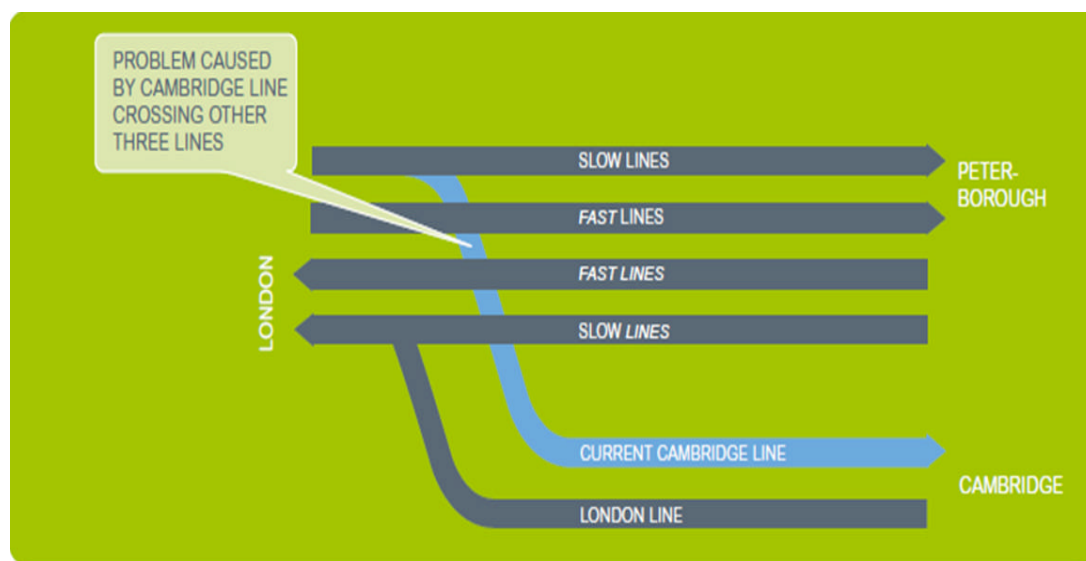 PROBLEM CAUSED
BY CAMBRIDGE LINE
CROSSING OTHER
THREE LINES
SLOW LINES
PETER-
BOROUGH
FAST LINES
LONDON
FAST LINES
SLOW LINES
CURRENT CAMBRIDGE LINE
CAMBRIDGE
LONDON LINE